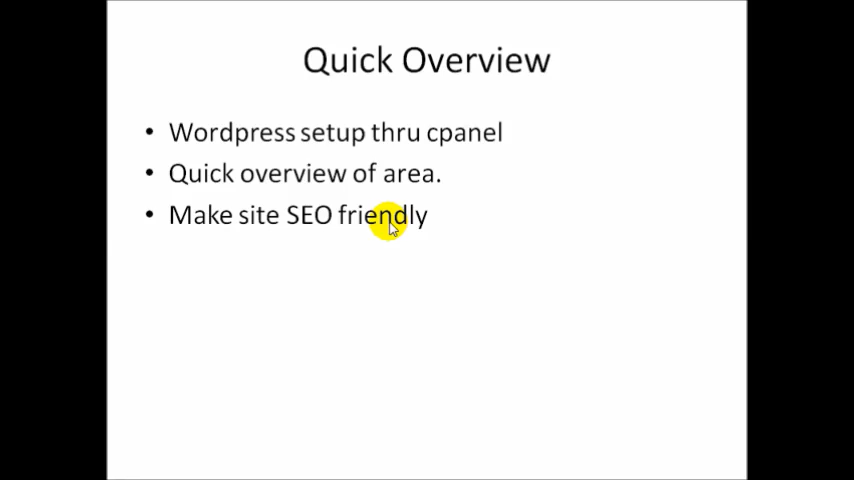 Quick Overview
• Wordpress setup thru cpanel
• Quick overview of area.
• Make site SEO friendly